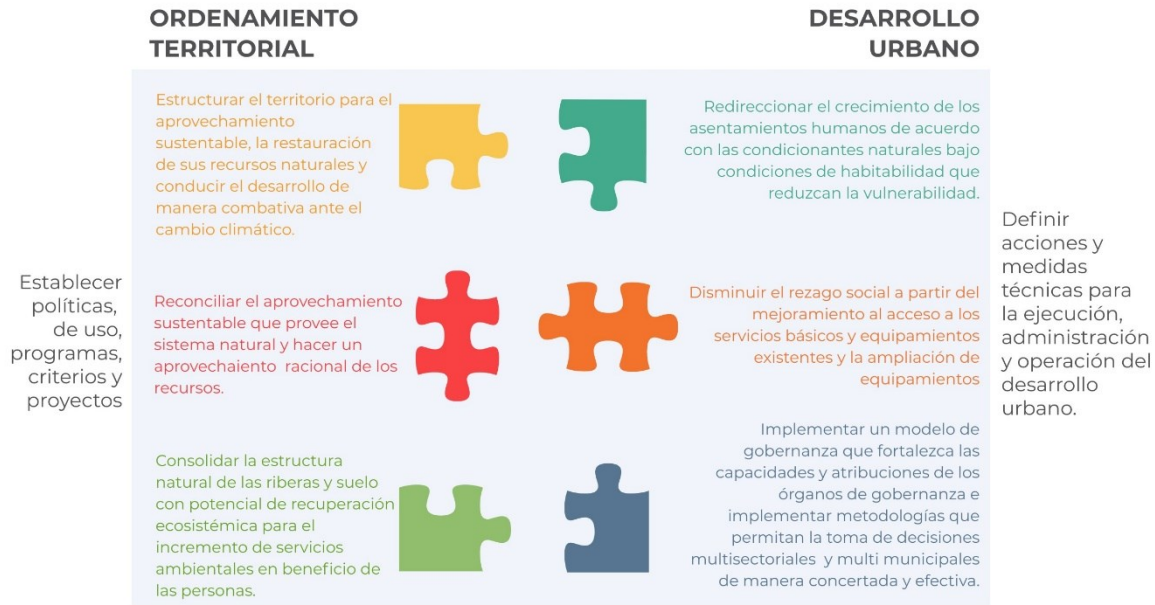 ORDENAMIENTO
TERRITORIAL
DESARROLLO
URBANO
Establecer
políticas,
de uso,
programas,
criterios y
proyectos
Estructurar el territorio para el
aprovechamiento
sustentable, la restauración
de sus recursos naturales y
conducir el desarrollo de
manera combativa ante el
cambio climático.
Reconciliar el aprovechamiento
sustentable que provee el
sistema natural y hacer un
aprovechaiento racional de los
recursos.
Consolidar la estructura
natural de las riberas y suelo
con potencial de recuperación
ecosistémica para el
incremento de servicios
ambientales en beneficio de
las personas.
Redireccionar el crecimiento de los
asentamientos humanos de acuerdo
con las condicionantes naturales bajo
condiciones de habitabilidad que
reduzcan la vulnerabilidad.
Disminuir el rezago social a partir del
mejoramiento al acceso a los
servicios básicos y equipamientos
existentes y la ampliación de
equipamientos
Implementar un modelo de
gobernanza que fortalezca las
capacidades y atribuciones de los
órganos de gobernanza e
implementar metodologías que
permitan la toma de decisiones
multisectoriales y multi municipales
de manera concertada y efectiva.
Definir
acciones y
medidas
técnicas para
la ejecución,
administración
y operación del
desarrollo
urbano.